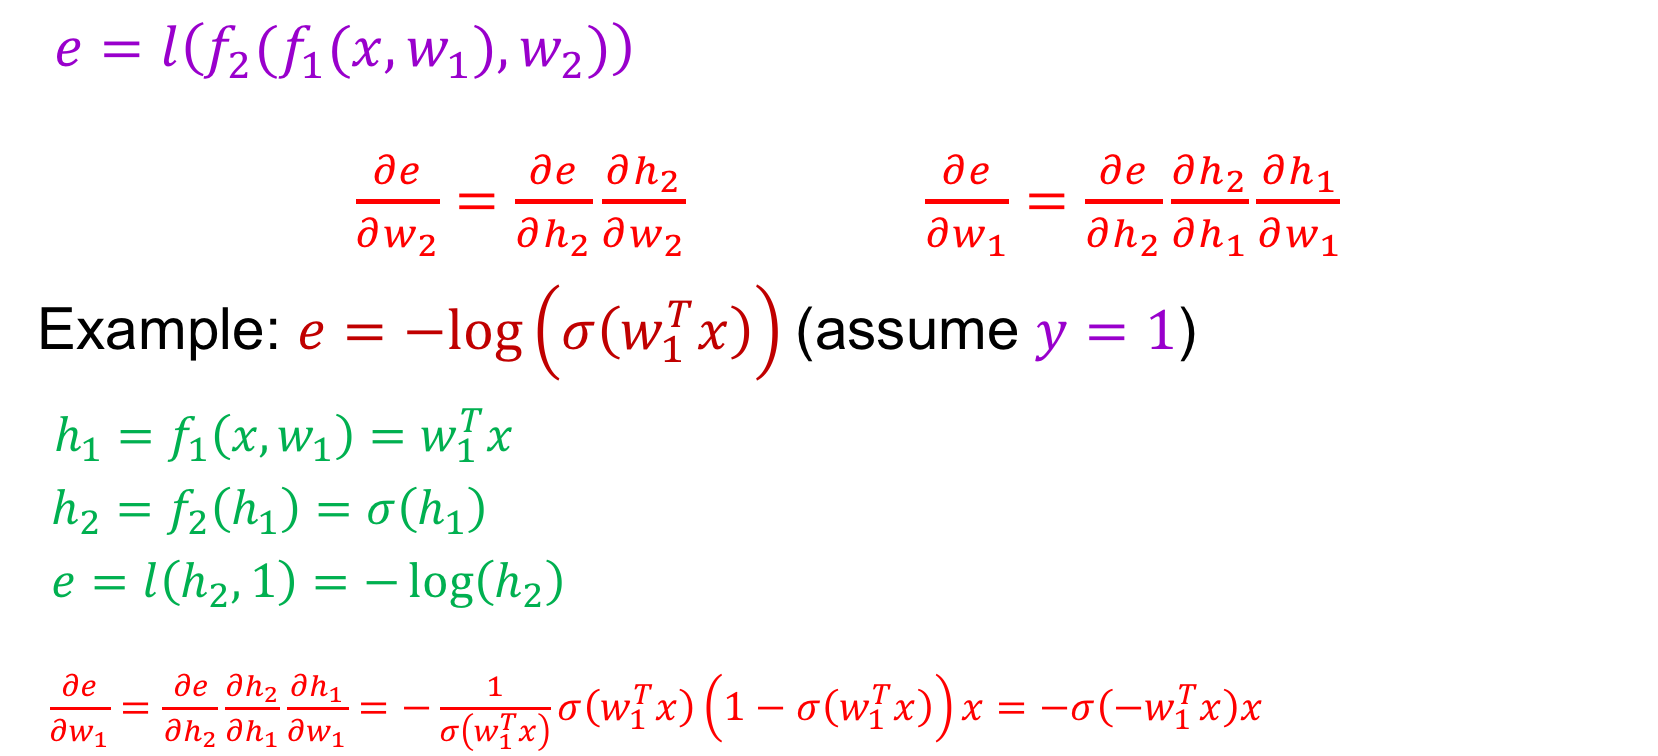 e = l(f₂(f₁(x, w₁), w₂))
∂e/∂w₂ = ∂e/∂h₂ ∂h₂/∂w₂    ∂e/∂w₁ = ∂e/∂h₂ ∂h₂/∂h₁ ∂h₁/∂w₁
Example: e = −log(σ(w₁ᵀx)) (assume y = 1)
h₁ = f₁(x, w₁) = w₁ᵀx
h₂ = f₂(h₁) = σ(h₁)
e = l(h₂, 1) = − log(h₂)
∂e/∂w₁ = ∂e/∂h₂ ∂h₂/∂h₁ ∂h₁/∂w₁ = − 1/σ(w₁ᵀx) σ(w₁ᵀx)(1 − σ(w₁ᵀx))x = −σ(−w₁ᵀx)x